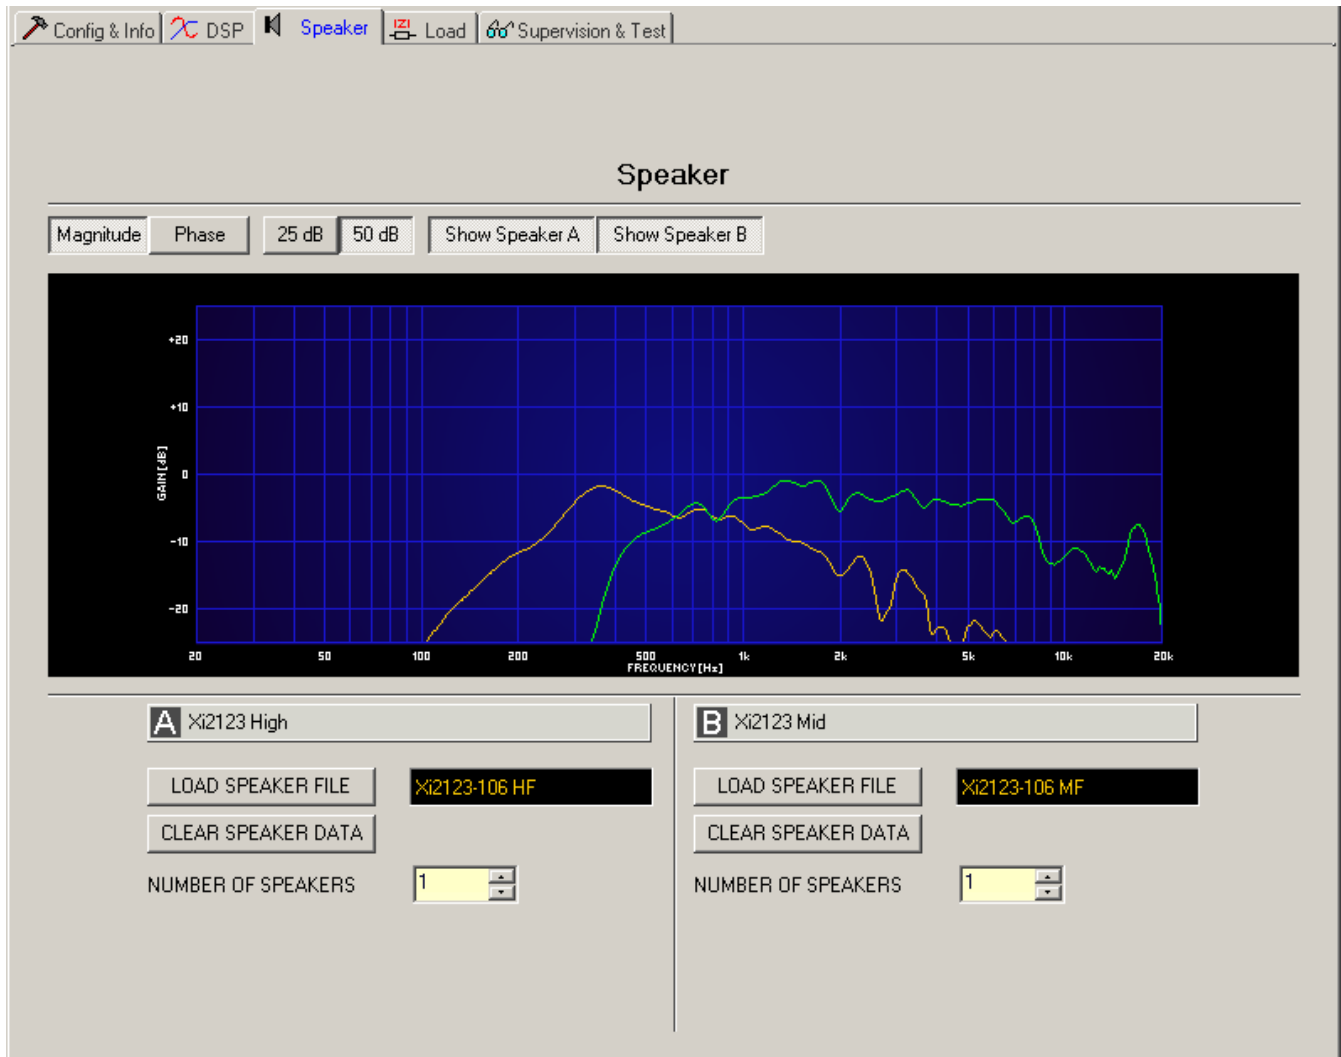 Config & Info DSP Speaker |Z| Load Supervision & Test
Speaker
Magnitude Phase 25 dB 50 dB Show Speaker A Show Speaker B
+20
+10
0
-10
-20
GAIN[dB]
20 50 100 200 500 1k 2k 5k 10k 20k
FREQUENCY[Hz]
A Xi2123 High
LOAD SPEAKER FILE Xi2123-106 HF
CLEAR SPEAKER DATA
NUMBER OF SPEAKERS 1
B Xi2123 Mid
LOAD SPEAKER FILE Xi2123-106 MF
CLEAR SPEAKER DATA
NUMBER OF SPEAKERS 1